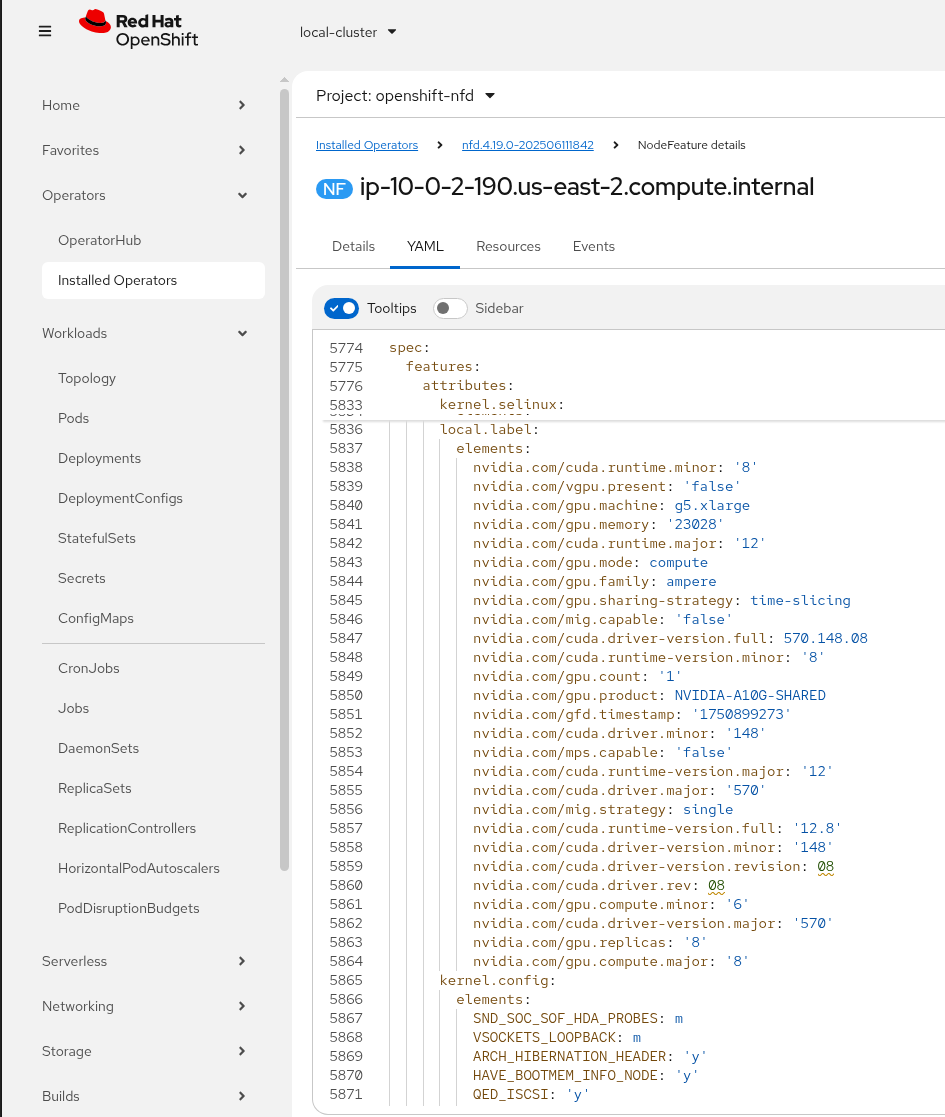 Red Hat
OpenShift
local-cluster
Home
Favorites
Operators
OperatorHub
Installed Operators
Workloads
Topology
Pods
Deployments
DeploymentConfigs
StatefulSets
Secrets
ConfigMaps
CronJobs
Jobs
DaemonSets
ReplicaSets
ReplicationControllers
HorizontalPodAutoscalers
PodDisruptionBudgets
Serverless
Networking
Storage
Builds
Project: openshift-nfd
Installed Operators > nfd.4.19.0-202506111842 > NodeFeature details
NF ip-10-0-2-190.us-east-2.compute.internal
Details YAML Resources Events
Tooltips Sidebar
5774 spec:
5775 features:
5776 attributes:
5833 kernel.selinux:
5836 local.label:
5837 elements:
5838 nvidia.com/cuda.runtime.minor: '8'
5839 nvidia.com/vgpu.present: 'false'
5840 nvidia.com/gpu.machine: g5.xlarge
5841 nvidia.com/gpu.memory: '23028'
5842 nvidia.com/cuda.runtime.major: '12'
5843 nvidia.com/gpu.mode: compute
5844 nvidia.com/gpu.family: ampere
5845 nvidia.com/gpu.sharing-strategy: time-slicing
5846 nvidia.com/mig.capable: 'false'
5847 nvidia.com/cuda.driver-version.full: 570.148.08
5848 nvidia.com/cuda.runtime-version.minor: '8'
5849 nvidia.com/gpu.count: '1'
5850 nvidia.com/gpu.product: NVIDIA-A10G-SHARED
5851 nvidia.com/gfd.timestamp: '1750899273'
5852 nvidia.com/cuda.driver.minor: '148'
5853 nvidia.com/mps.capable: 'false'
5854 nvidia.com/cuda.runtime-version.major: '12'
5855 nvidia.com/cuda.driver.major: '570'
5856 nvidia.com/mig.strategy: single
5857 nvidia.com/cuda.runtime-version.full: '12.8'
5858 nvidia.com/cuda.driver-version.minor: '148'
5859 nvidia.com/cuda.driver-version.revision: 08
5860 nvidia.com/cuda.driver.rev: 08
5861 nvidia.com/gpu.compute.minor: '6'
5862 nvidia.com/cuda.driver-version.major: '570'
5863 nvidia.com/gpu.replicas: '8'
5864 nvidia.com/gpu.compute.major: '8'
5865 kernel.config:
5866 elements:
5867 SND_SOC_SOF_HDA_PROBES: m
5868 VSOCKETS_LOOPBACK: m
5869 ARCH_HIBERNATION_HEADER: 'y'
5870 HAVE_BOOTMEM_INFO_NODE: 'y'
5871 QED_ISCSI: 'y'